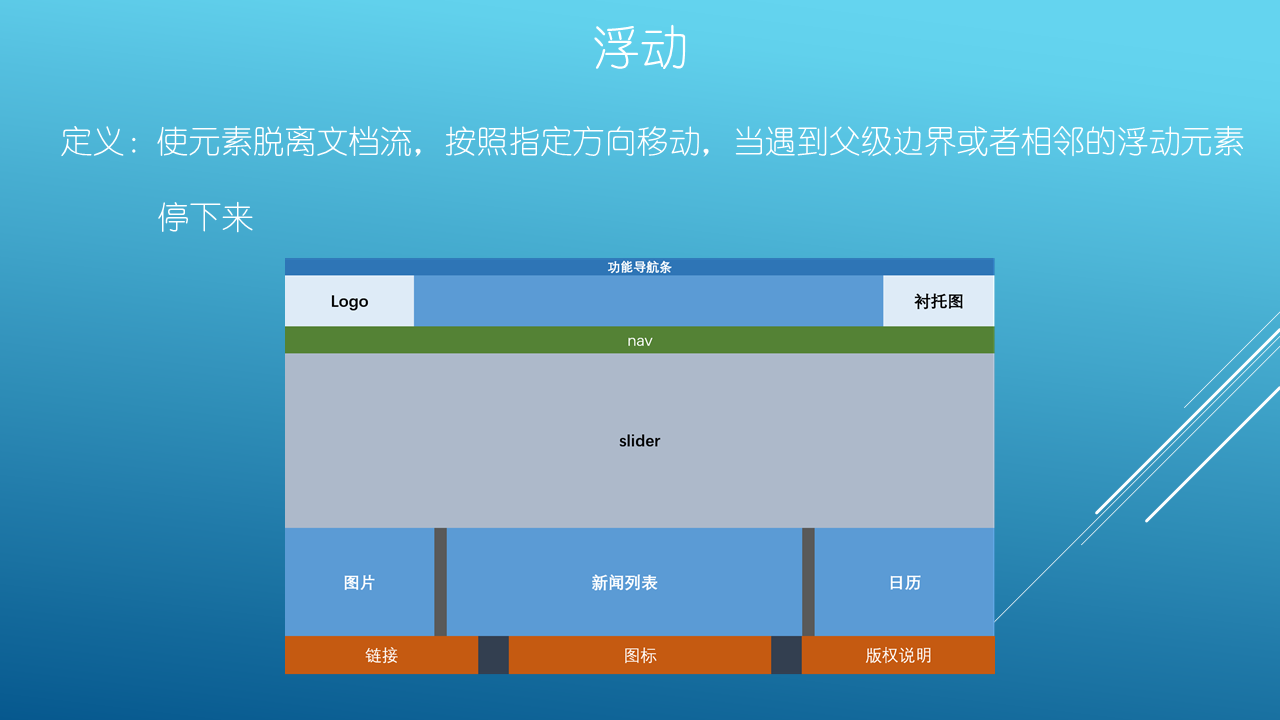 浮动
定义：使元素脱离文档流，按照指定方向移动，当遇到父级边界或者相邻的浮动元素
停下来
功能导航条
Logo
衬托图
nav
slider
图片
新闻列表
日历
链接
图标
版权说明